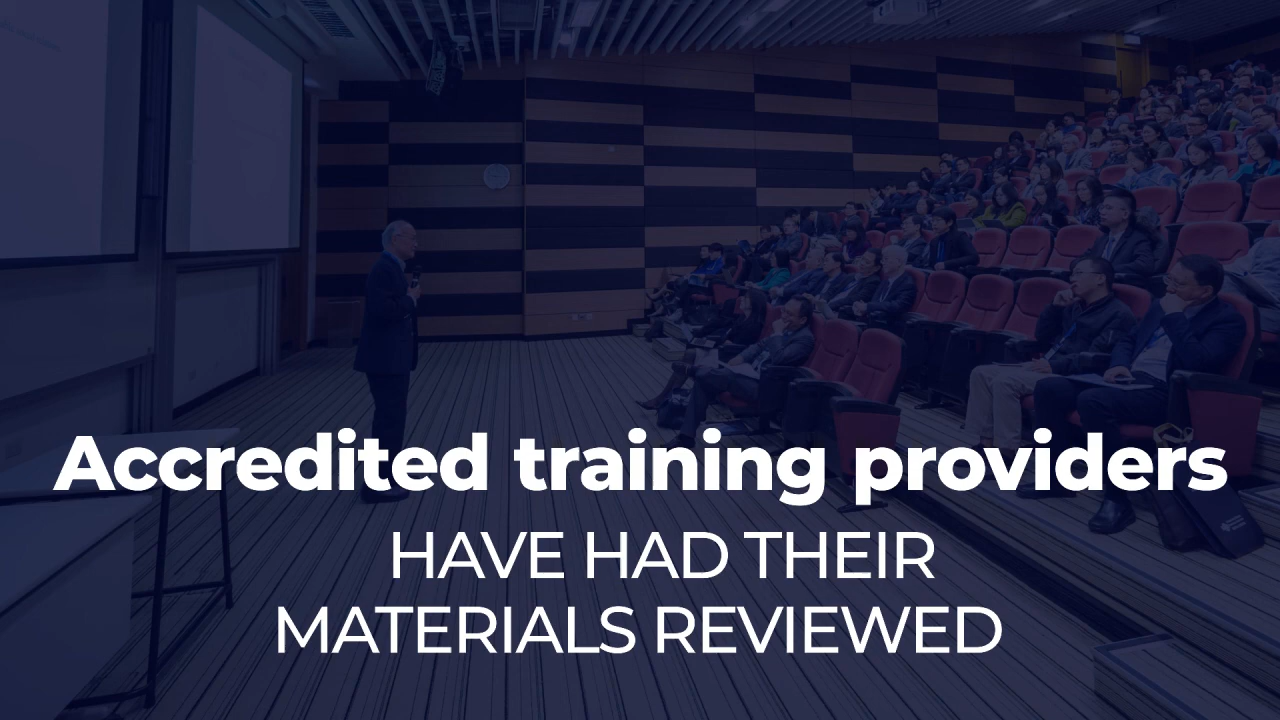 Accredited training providers
HAVE HAD THEIR
MATERIALS REVIEWED